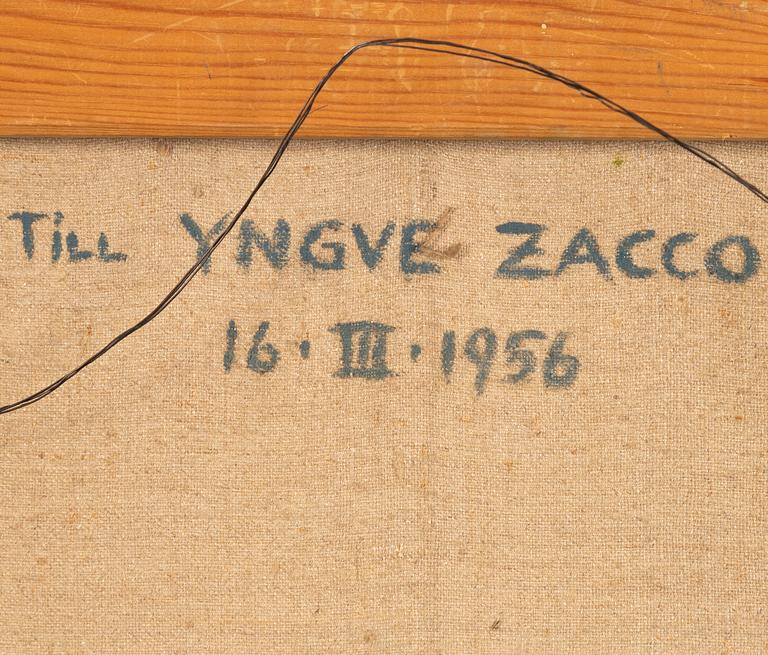 TiLL YNGVE ZACCO
16 · III · 1956